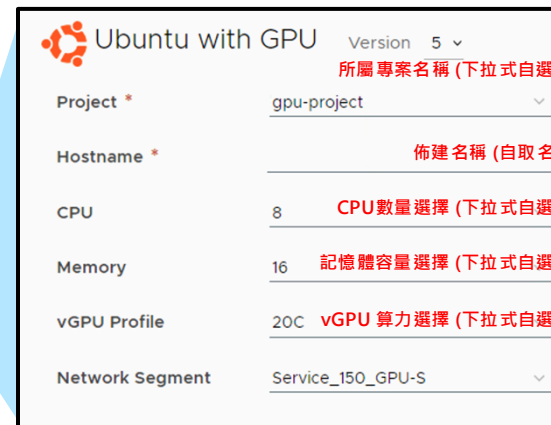 Ubuntu with GPU Version 5
所屬專案名稱 (下拉式自選
Project * gpu-project
Hostname * 佈建名稱 (自取名
CPU 8 CPU數量選擇 (下拉式自選
Memory 16 記憶體容量選擇 (下拉式自選
vGPU Profile 20C vGPU 算力選擇 (下拉式自選
Network Segment Service_150_GPU-S